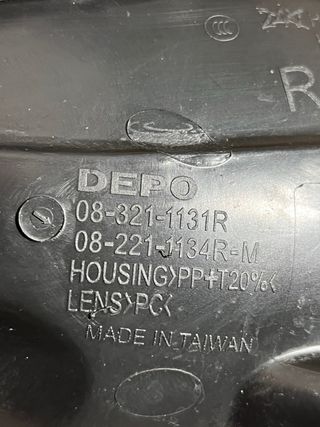 R
DEPO
08-321-1131R
08-221-1134R-M
HOUSING>PP+T20%<
LENS>PC<
MADE IN TAIWAN